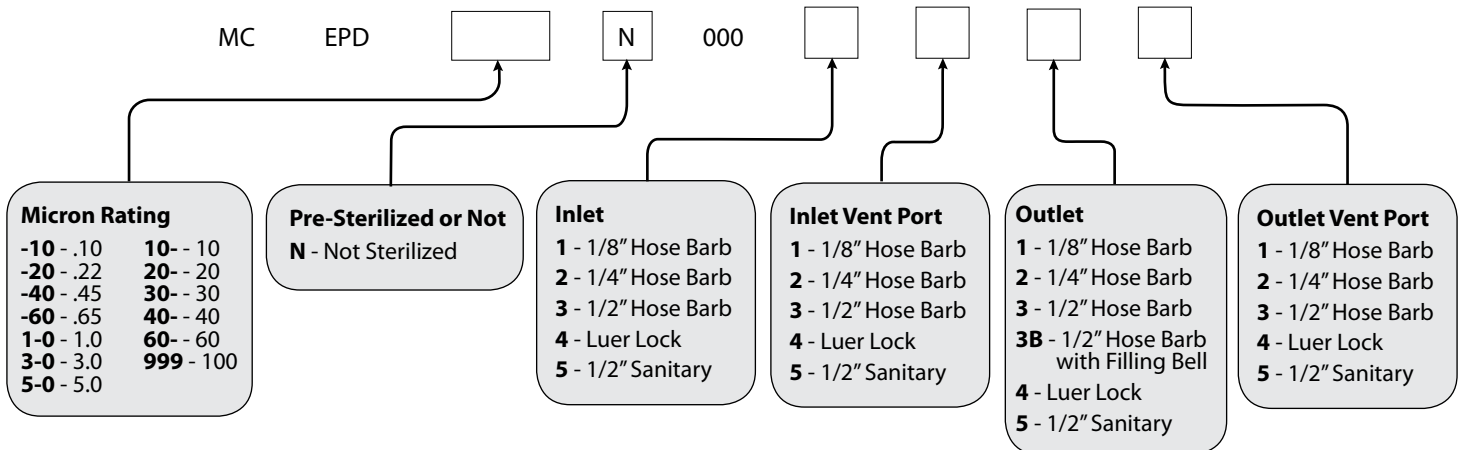 MC EPD N 000
Micron Rating
-10 - .10 10- - 10
-20 - .22 20- - 20
-40 - .45 30- - 30
-60 - .65 40- - 40
1-0 - 1.0 60- - 60
3-0 - 3.0 999 - 100
5-0 - 5.0
Pre-Sterilized or Not
N - Not Sterilized
Inlet
1 - 1/8” Hose Barb
2 - 1/4” Hose Barb
3 - 1/2” Hose Barb
4 - Luer Lock
5 - 1/2” Sanitary
Inlet Vent Port
1 - 1/8” Hose Barb
2 - 1/4” Hose Barb
3 - 1/2” Hose Barb
4 - Luer Lock
5 - 1/2” Sanitary
Outlet
1 - 1/8” Hose Barb
2 - 1/4” Hose Barb
3 - 1/2” Hose Barb
3B - 1/2” Hose Barb
with Filling Bell
4 - Luer Lock
5 - 1/2” Sanitary
Outlet Vent Port
1 - 1/8” Hose Barb
2 - 1/4” Hose Barb
3 - 1/2” Hose Barb
4 - Luer Lock
5 - 1/2” Sanitary